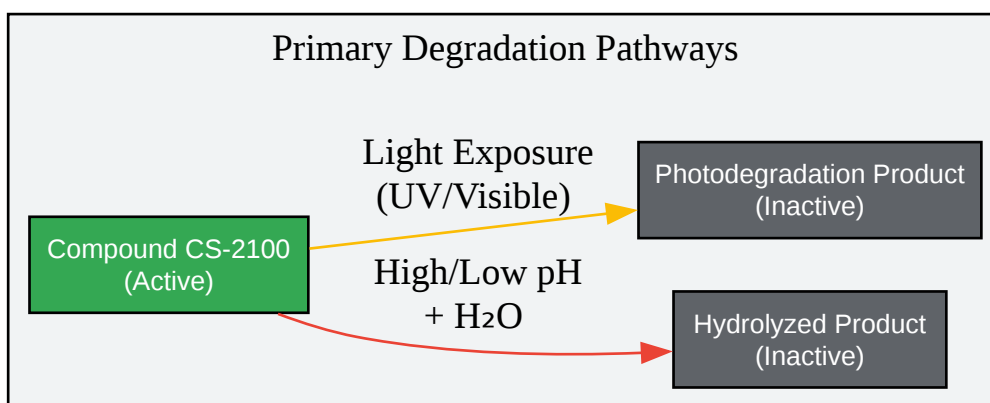 Primary Degradation Pathways
Light Exposure
(UV/Visible)
Photodegradation Product
(Inactive)
Compound CS-2100
(Active)
High/Low pH
+ H₂O
Hydrolyzed Product
(Inactive)